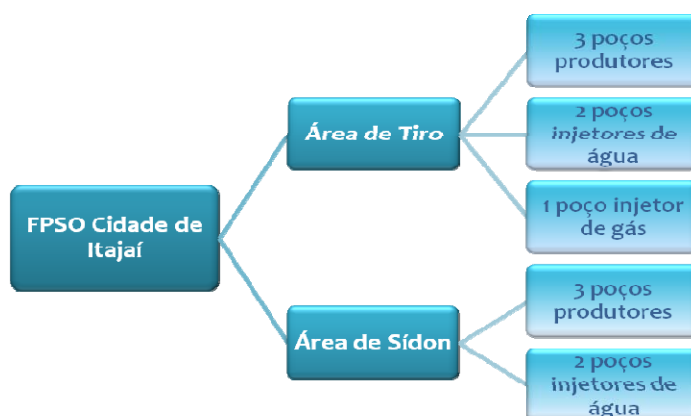 FPSO Cidade de
Itajaí
Área de Tiro
3 poços
produtores
2 poços
injetores de
água
1 poço injetor
de gás
Área de Sídon
3 poços
produtores
2 poços
injetores de
água